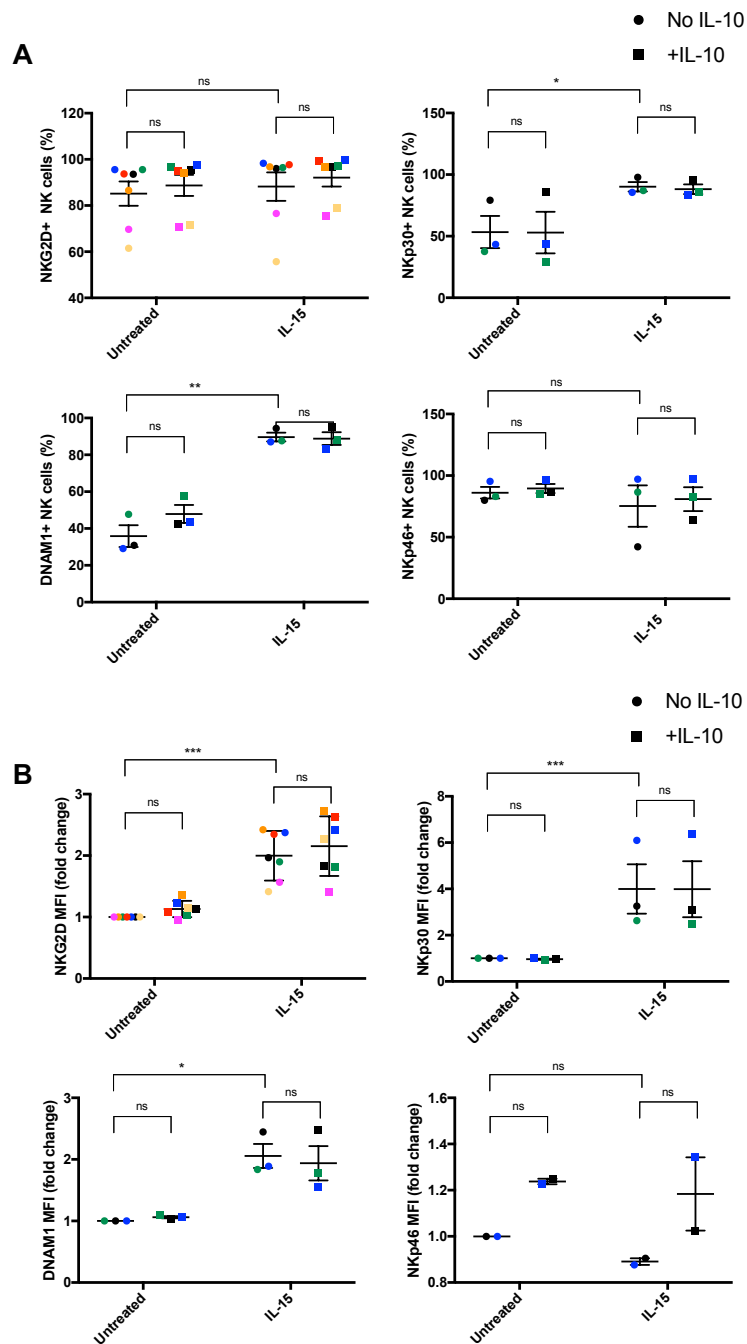 No IL-10
+IL-10
A
ns
ns
ns
NKG2D+ NK cells (%)
120
100
80
60
40
Untreated
IL-15
*
ns
ns
NKp30+ NK cells (%)
150
100
50
0
Untreated
IL-15
**
ns
ns
DNAM1+ NK cells (%)
100
80
60
40
20
0
Untreated
IL-15
ns
ns
ns
NKp46+ NK cells (%)
150
100
50
0
Untreated
IL-15
No IL-10
+IL-10
B
***
ns
ns
NKG2D MFI (fold change)
3
2
1
0
Untreated
IL-15
***
ns
ns
NKp30 MFI (fold change)
8
6
4
2
0
Untreated
IL-15
*
ns
ns
DNAM1 MFI (fold change)
3
2
1
0
Untreated
IL-15
ns
ns
ns
NKp46 MFI (fold change)
1.6
1.4
1.2
1.0
0.8
Untreated
IL-15